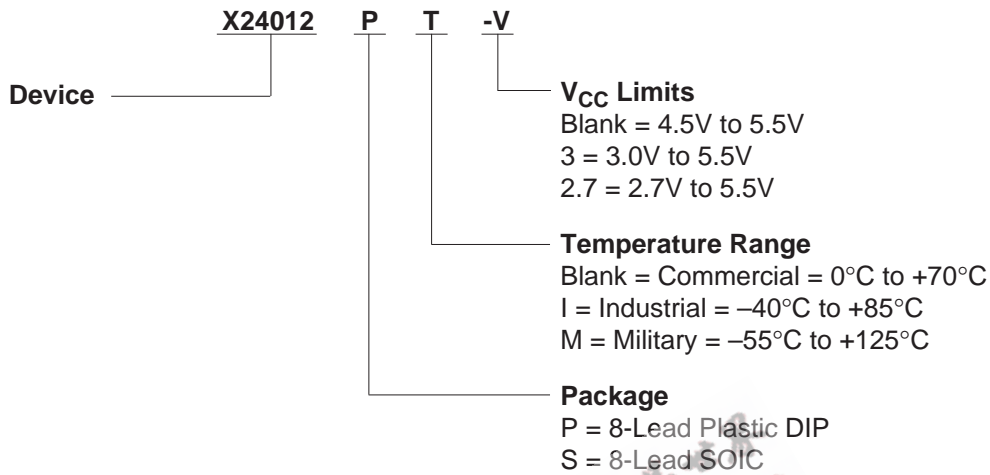 X24012 P T -V
Device
VCC Limits
Blank = 4.5V to 5.5V
3 = 3.0V to 5.5V
2.7 = 2.7V to 5.5V
Temperature Range
Blank = Commercial = 0°C to +70°C
I = Industrial = –40°C to +85°C
M = Military = –55°C to +125°C
Package
P = 8-Lead Plastic DIP
S = 8-Lead SOIC